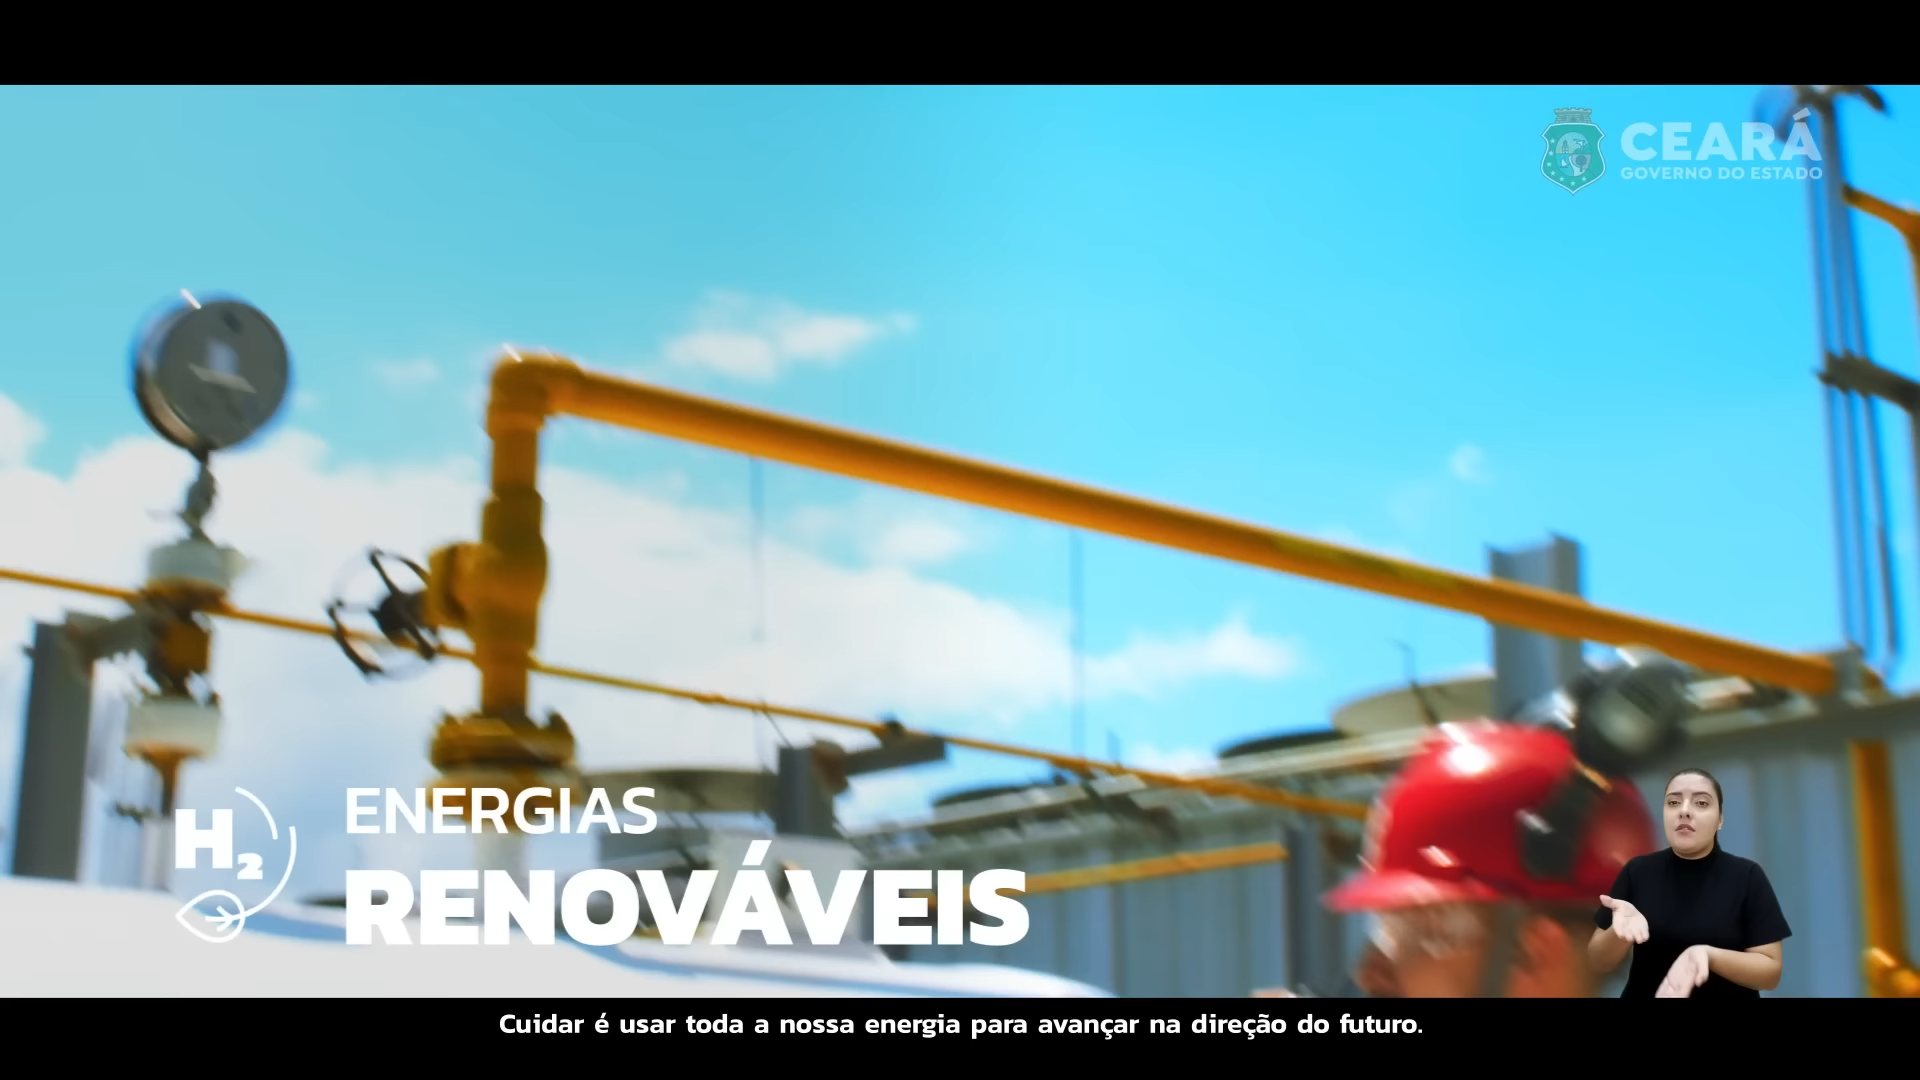 CEARÁ
GOVERNO DO ESTADO
H2
ENERGIAS
RENOVÁVEIS
Cuidar é usar toda a nossa energia para avançar na direção do futuro.